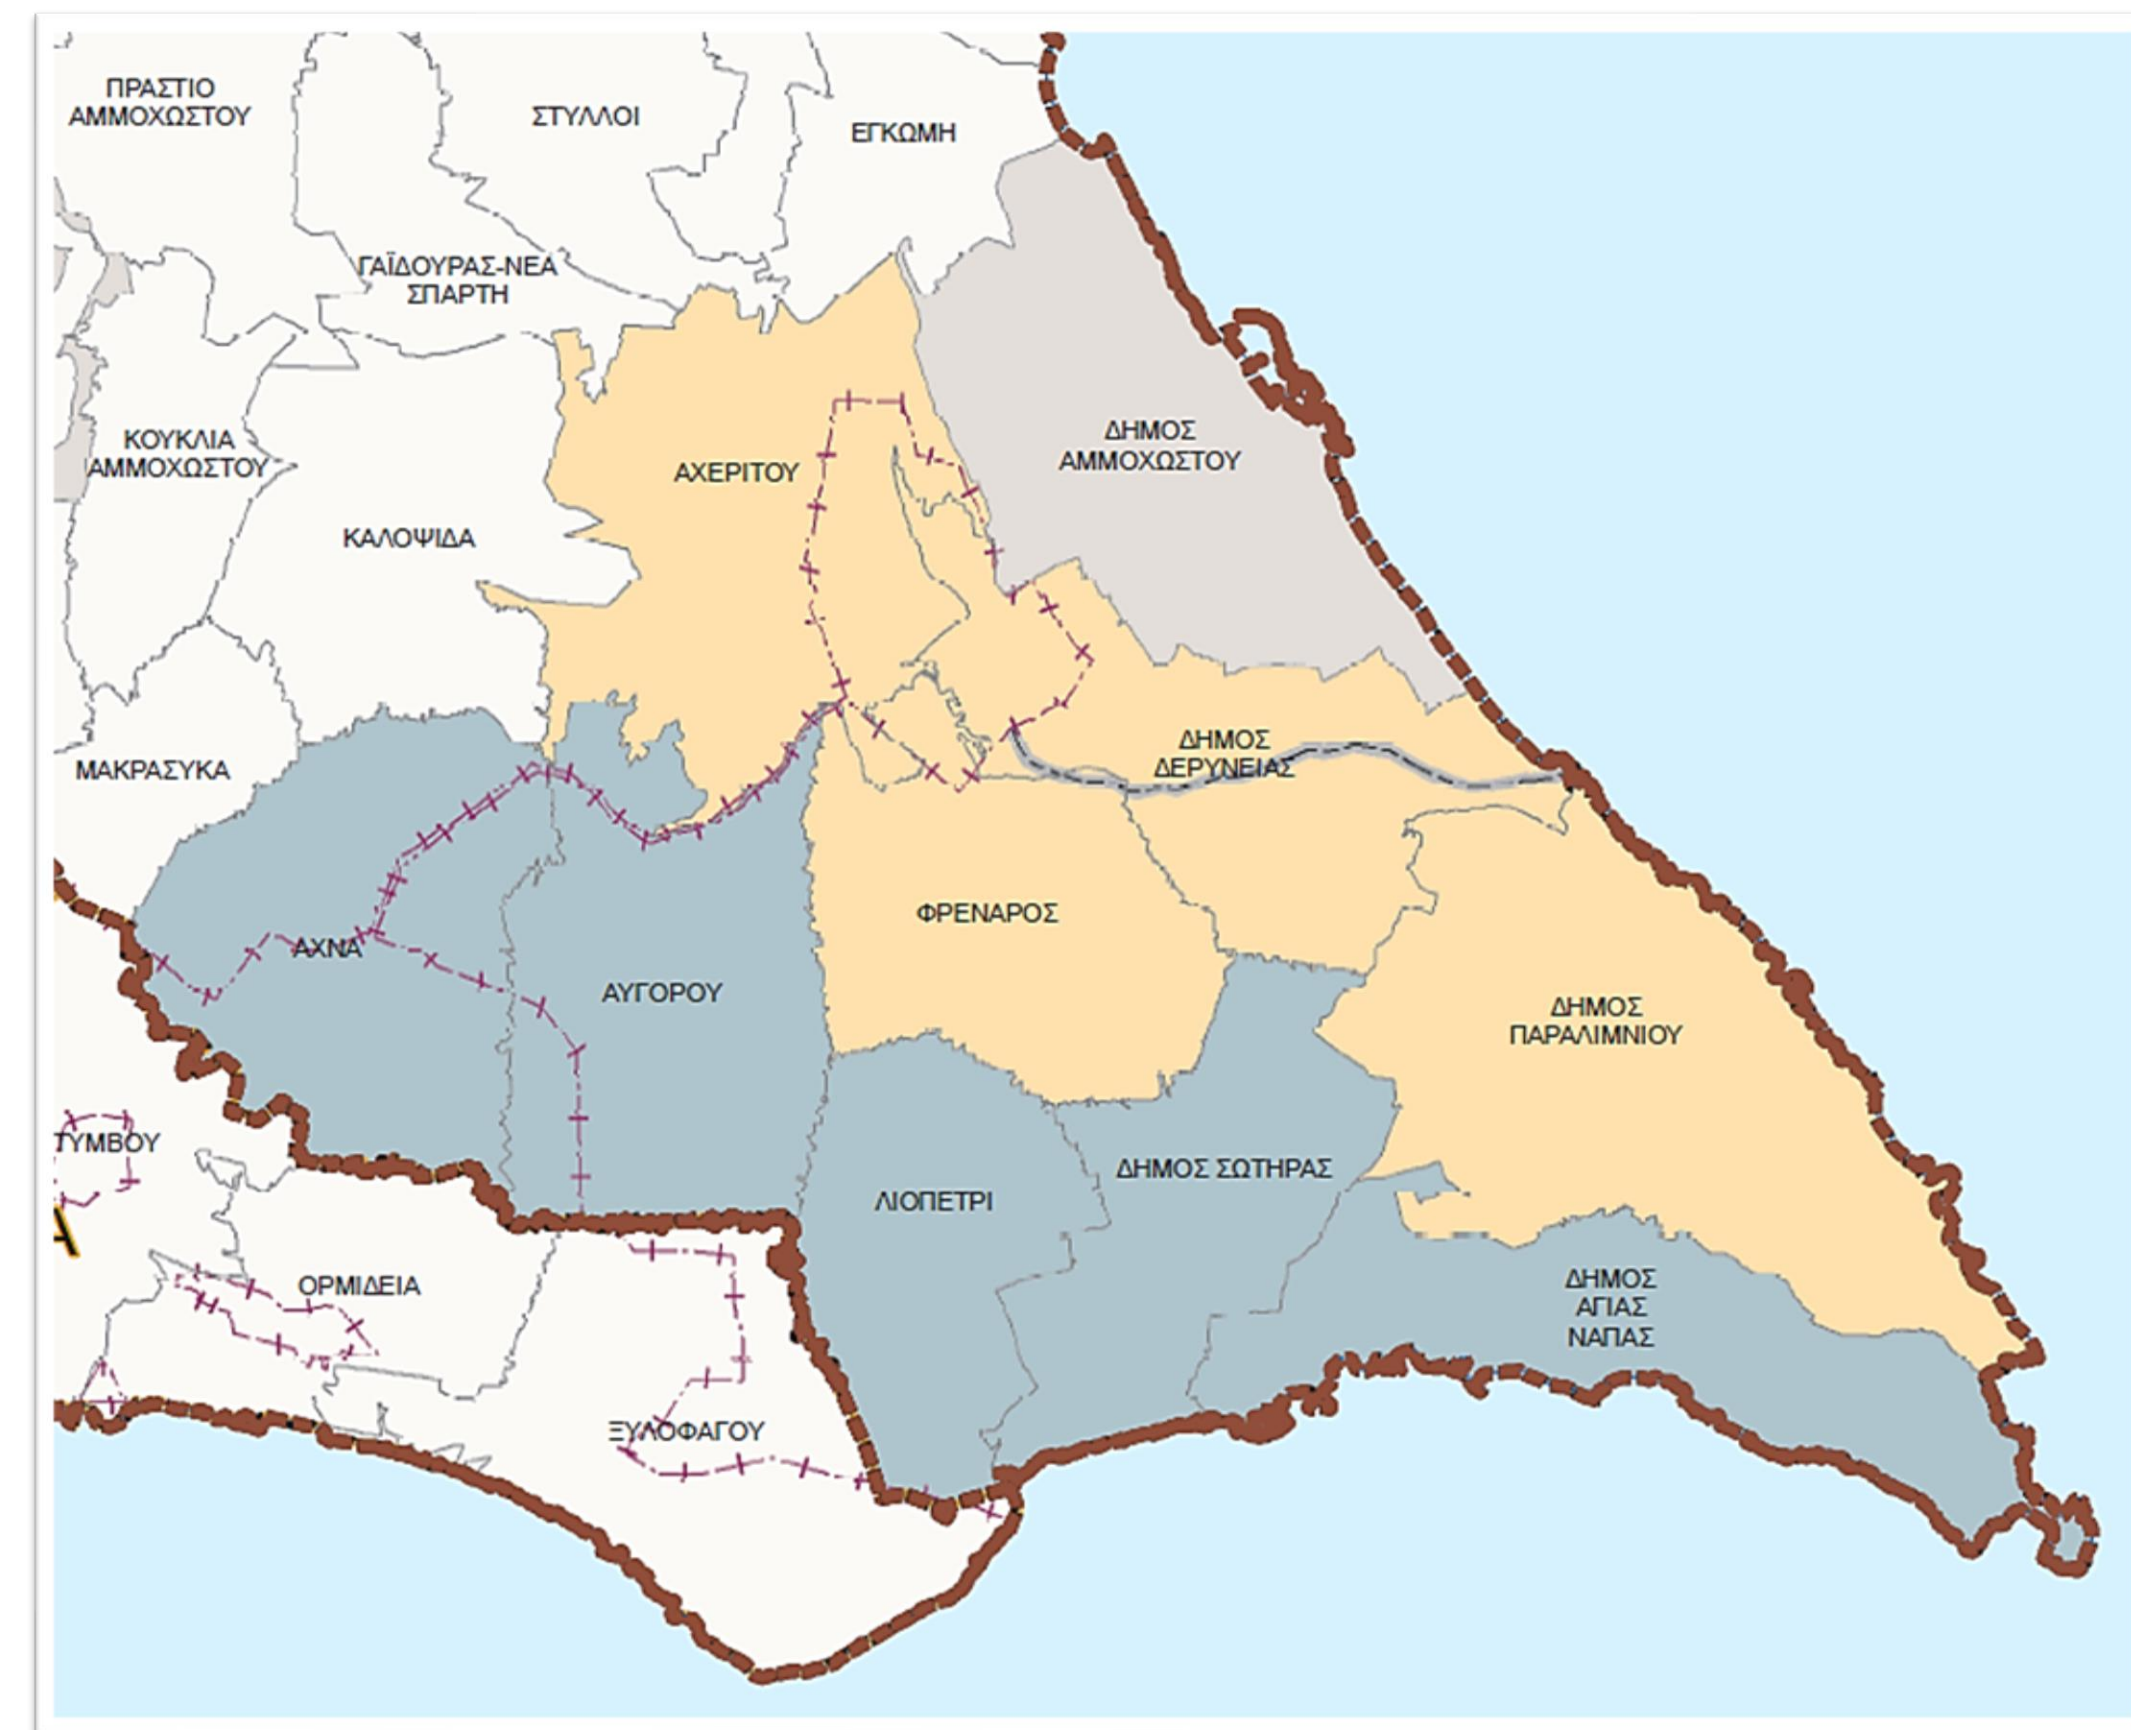 ΠΡΑΣΤΙΟ
ΑΜΜΟΧΩΣΤΟΥ
ΣΤΥΛΛΟΙ
ΕΓΚΩΜΗ
ΓΑΪΔΟΥΡΑΣ-ΝΕΑ
ΣΠΑΡΤΗ
ΚΟΥΚΛΙΑ
ΑΜΜΟΧΩΣΤΟΥ
ΑΧΕΡΙΤΟΥ
ΔΗΜΟΣ
ΑΜΜΟΧΩΣΤΟΥ
ΚΑΛΟΨΙΔΑ
ΜΑΚΡΑΣΥΚΑ
ΔΗΜΟΣ
ΔΕΡΥΝΕΙΑΣ
ΦΡΕΝΑΡΟΣ
ΑΧΝΑ
ΑΥΓΟΡΟΥ
ΔΗΜΟΣ
ΠΑΡΑΛΙΜΝΙΟΥ
ΤΥΜΒΟΥ
ΔΗΜΟΣ ΣΩΤΗΡΑΣ
ΛΙΟΠΕΤΡΙ
Α
ΟΡΜΙΔΕΙΑ
ΔΗΜΟΣ
ΑΓΙΑΣ
ΝΑΠΑΣ
ΞΥΛΟΦΑΓΟΥ